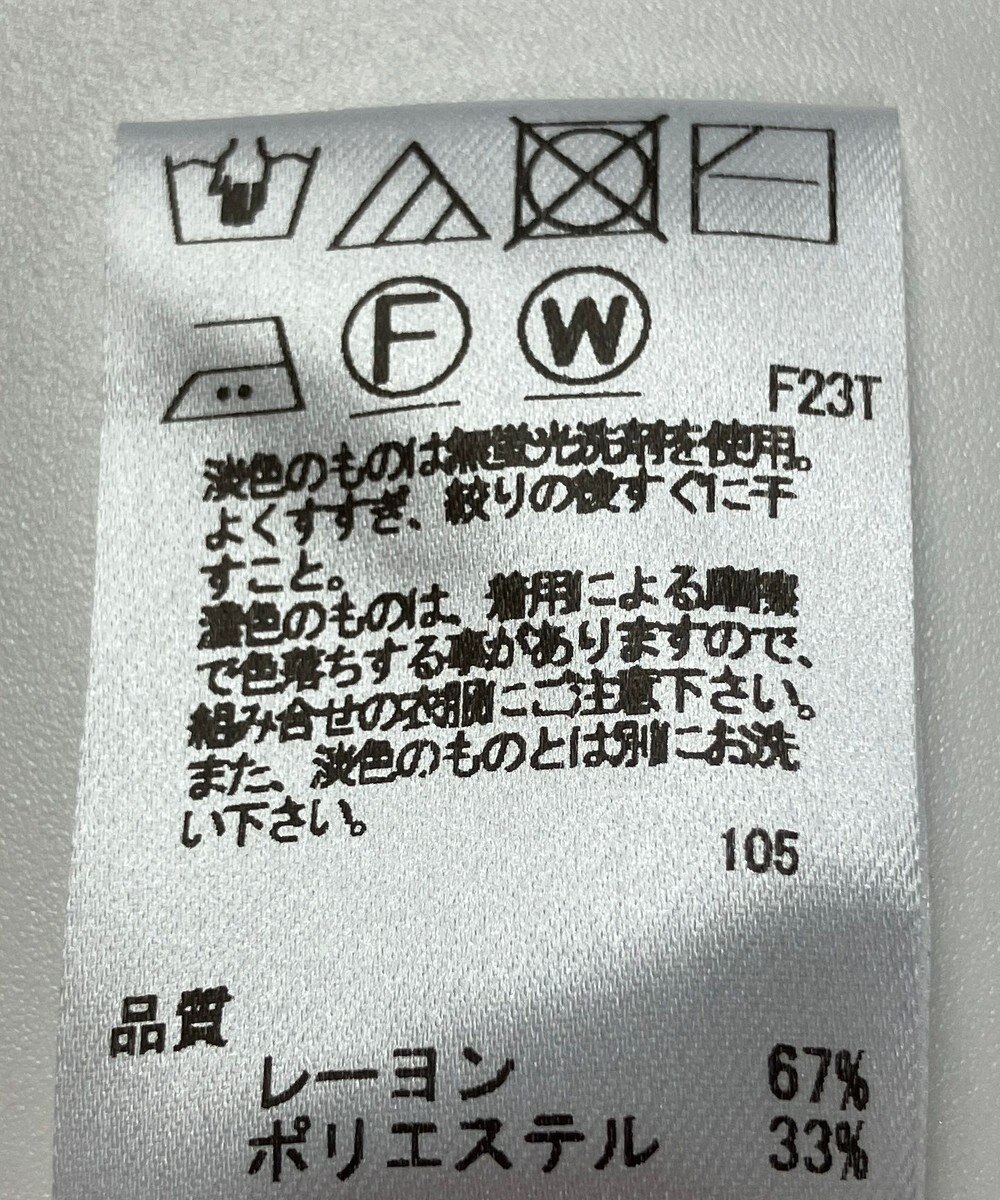 F
W
F23T
淡色のものは無蛍光洗剤を使用。
よくすすぎ、絞りの後すぐに干
すこと。
濃色のものは、着用による摩擦
で色落ちする事がありますので、
組み合せの衣服にご注意下さい。
また、淡色のものとは別にお洗
い下さい。
105
品質
レーヨン 67%
ポリエステル 33%